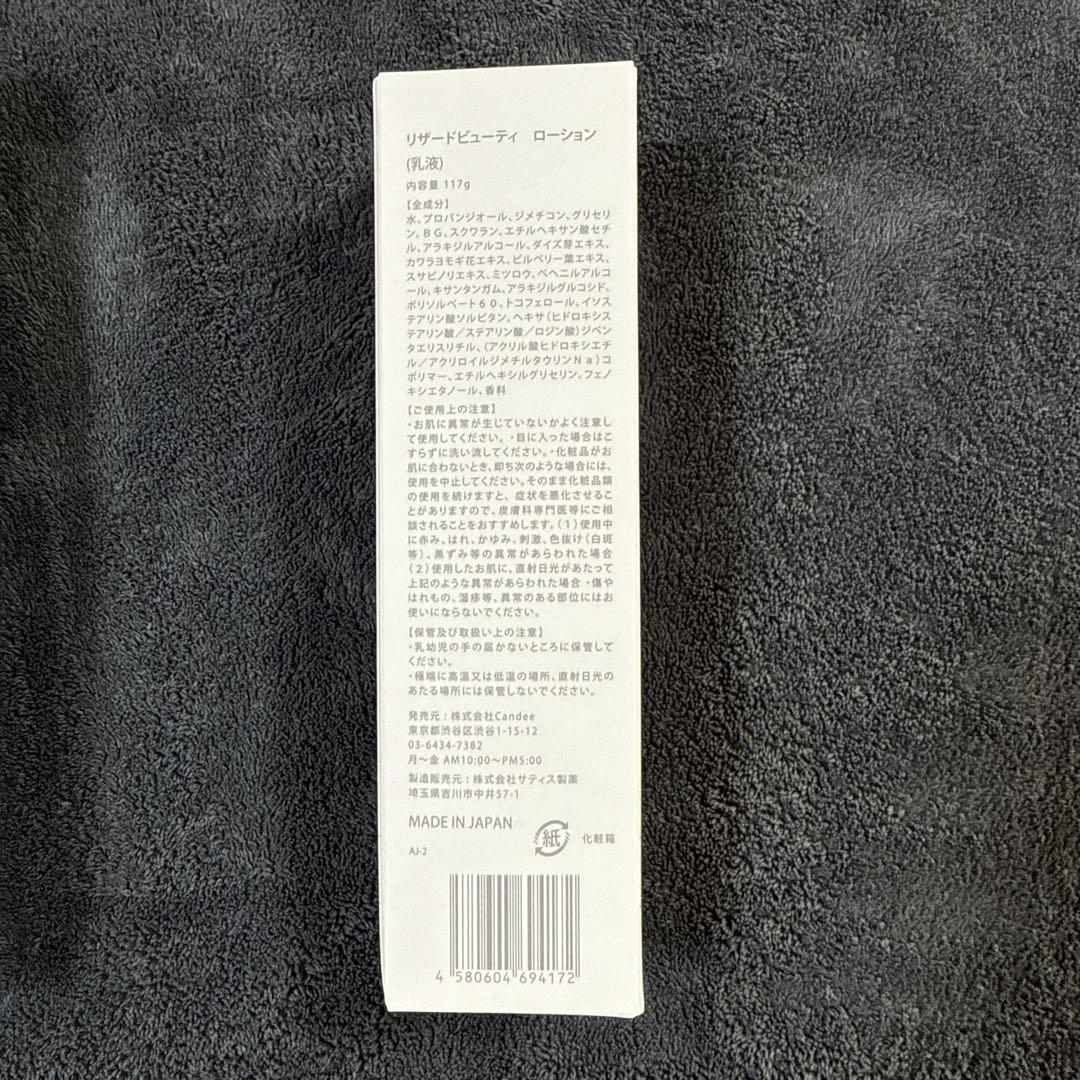 リザードビューティ　ローション
(乳液)
内容量 117g
【全成分】
水、プロパンジオール、ジメチコン、グリセリ
ン、ＢＧ、スクワラン、エチルヘキサン酸セチ
ル、アラキジルアルコール、ダイズ芽エキス、
カワラヨモギ花エキス、ビルベリー葉エキス、
スサビノリエキス、ミツロウ、ベヘニルアルコ
ール、キサンタンガム、アラキジルグルコシド、
ポリソルベート６０、トコフェロール、イソス
テアリン酸ソルビタン、ヘキサ（ヒドロキシス
テアリン酸／ステアリン酸／ロジン酸）ジペン
タエリスリチル、（アクリル酸ヒドロキシエチ
ル／アクリロイルジメチルタウリンＮａ）コ
ポリマー、エチルヘキシルグリセリン、フェノ
キシエタノール、香料
【ご使用上の注意】
・お肌に異常が生じていないかよく注意し
て使用してください。・目に入った場合はこ
すらずに洗い流してください。・化粧品がお
肌に合わないとき、即ち次のような場合には、
使用を中止してください。そのまま化粧品類
の使用を続けますと、症状を悪化させるこ
とがありますので、皮膚科専門医等にご相
談されることをおすすめします。（１）使用中
に赤み、はれ、かゆみ、刺激、色抜け（白斑
等）、黒ずみ等の異常があらわれた場合
（２）使用したお肌に、直射日光があたって
上記のような異常があらわれた場合 ・傷や
はれもの、湿疹等、異常のある部位にはお
使いにならないでください。
【保管及び取扱い上の注意】
・乳幼児の手の届かないところに保管して
ください。
・極端に高温又は低温の場所、直射日光の
あたる場所には保管しないでください。
発売元：株式会社Candee
東京都渋谷区渋谷1-15-12
03-6434-7382
月〜金 AM10:00〜PM5:00
製造販売元：株式会社サティス製薬
埼玉県吉川市中井57-1
MADE IN JAPAN
紙 化粧箱
AJ-2
4 580604 694172